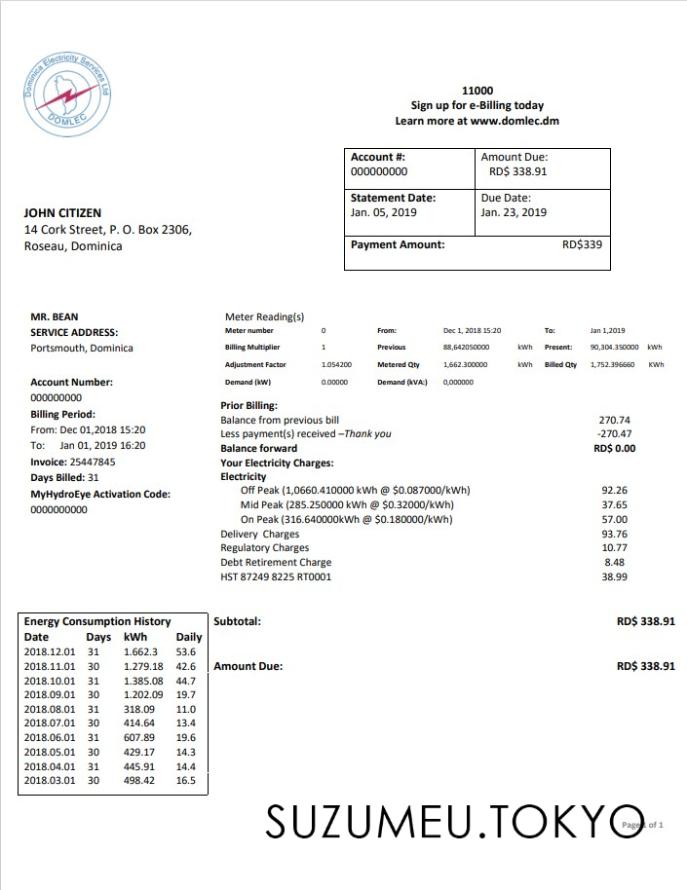 Dominica Electricity Services Ltd
DOMLEC
11000
Sign up for e-Billing today
Learn more at www.domlec.dm
Account #: Amount Due:
000000000 RD$ 338.91
Statement Date: Due Date:
Jan. 05, 2019 Jan. 23, 2019
Payment Amount: RD$339
JOHN CITIZEN
14 Cork Street, P. O. Box 2306,
Roseau, Dominica
MR. BEAN
SERVICE ADDRESS:
Portsmouth, Dominica
Account Number:
000000000
Billing Period:
From: Dec 01,2018 15:20
To: Jan 01, 2019 16:20
Invoice: 25447845
Days Billed: 31
MyHydroEye Activation Code:
0000000000
Meter Reading(s)
Meter number 0 From: Dec 1, 2018 15:20 To: Jan 1,2019
Billing Multiplier 1 Previous 88,642050000 kWh Present: 90,304.350000 kWh
Adjustment Factor 1.054200 Metered Qty 1,662.300000 kWh Billed Qty 1,752.396660 KWh
Demand (kW) 0.00000 Demand (kVA:) 0,000000
Prior Billing:
Balance from previous bill 270.74
Less payment(s) received –Thank you -270.47
Balance forward RD$ 0.00
Your Electricity Charges:
Electricity
Off Peak (1,0660.410000 kWh @ $0.087000/kWh) 92.26
Mid Peak (285.250000 kWh @ $0.32000/kWh) 37.65
On Peak (316.640000kWh @ $0.180000/kWh) 57.00
Delivery Charges 93.76
Regulatory Charges 10.77
Debt Retirement Charge 8.48
HST 87249 8225 RT0001 38.99
Energy Consumption History
Date Days kWh Daily
2018.12.01 31 1.662.3 53.6
2018.11.01 30 1.279.18 42.6
2018.10.01 31 1.385.08 44.7
2018.09.01 30 1.202.09 19.7
2018.08.01 31 318.09 11.0
2018.07.01 30 414.64 13.4
2018.06.01 31 607.89 19.6
2018.05.01 30 429.17 14.3
2018.04.01 31 445.91 14.4
2018.03.01 30 498.42 16.5
Subtotal: RD$ 338.91
Amount Due: RD$ 338.91
SUZUMEU.TOKYO
Page 1 of 1